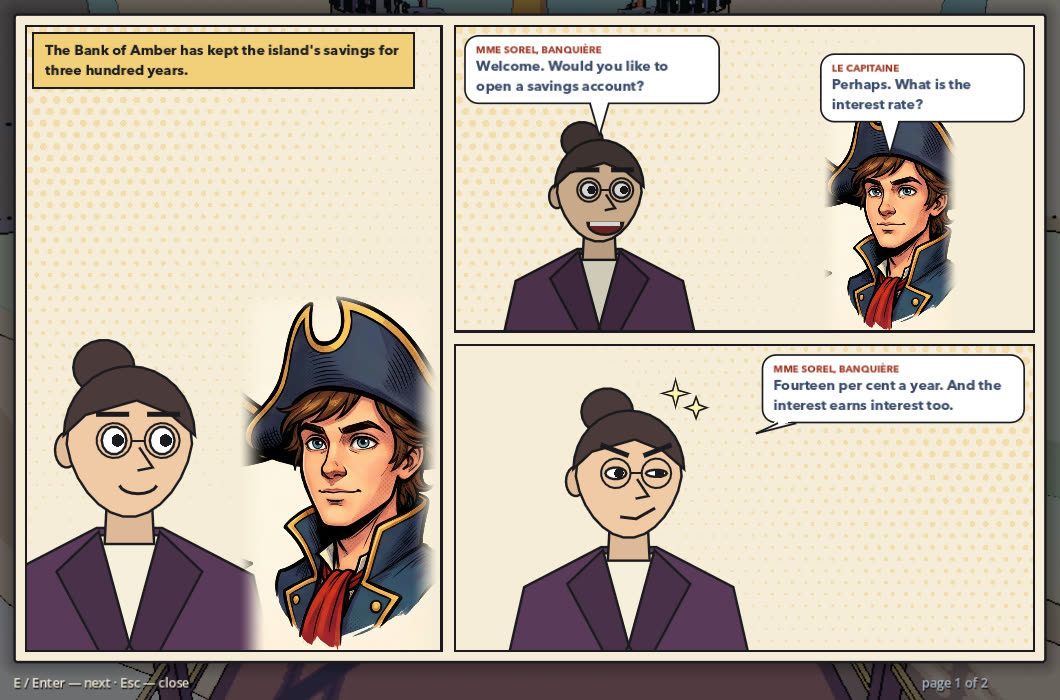 The Bank of Amber has kept the island's savings for
three hundred years.
MME SOREL, BANQUIÈRE
Welcome. Would you like to
open a savings account?
LE CAPITAINE
Perhaps. What is the
interest rate?
MME SOREL, BANQUIÈRE
Fourteen per cent a year. And the
interest earns interest too.
E / Enter — next · Esc — close
page 1 of 2